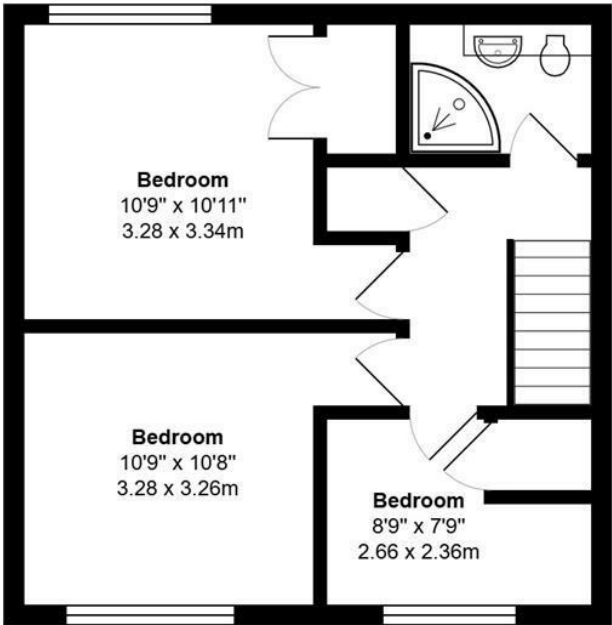 Bedroom
10'9" x 10'11"
3.28 x 3.34m
Bedroom
10'9" x 10'8"
3.28 x 3.26m
Bedroom
8'9" x 7'9"
2.66 x 2.36m